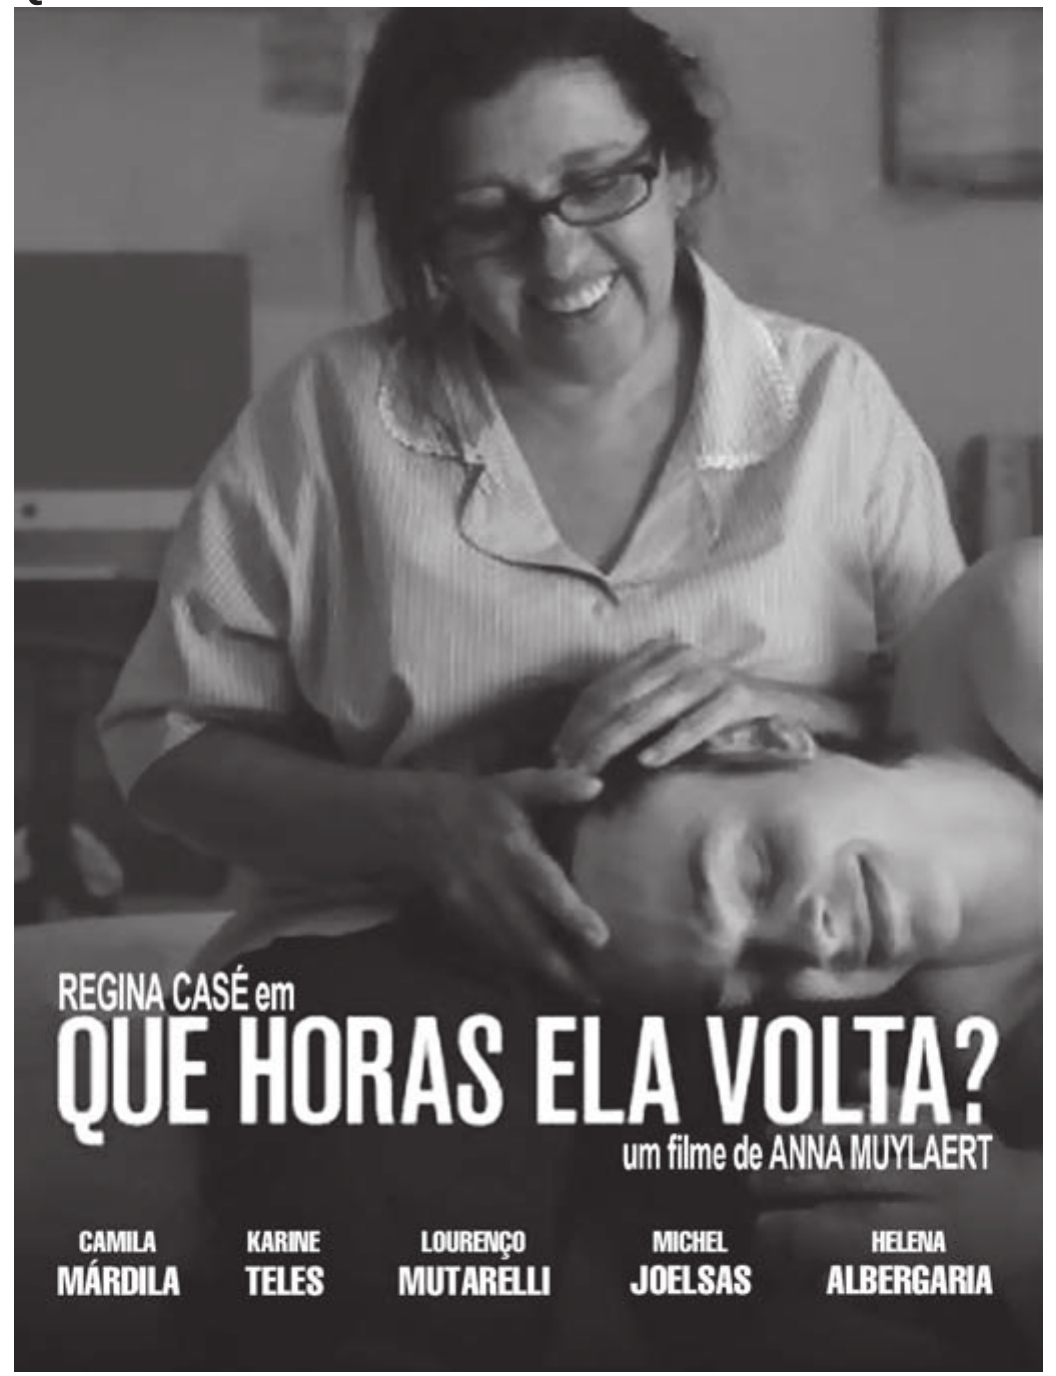 REGINA CASÉ em
QUE HORAS ELA VOLTA?
um filme de ANNA MUYLAERT
CAMILA MÁRDILA
KARINE TELES
LOURENÇO MUTARELLI
MICHEL JOELSAS
HELENA ALBERGARIA